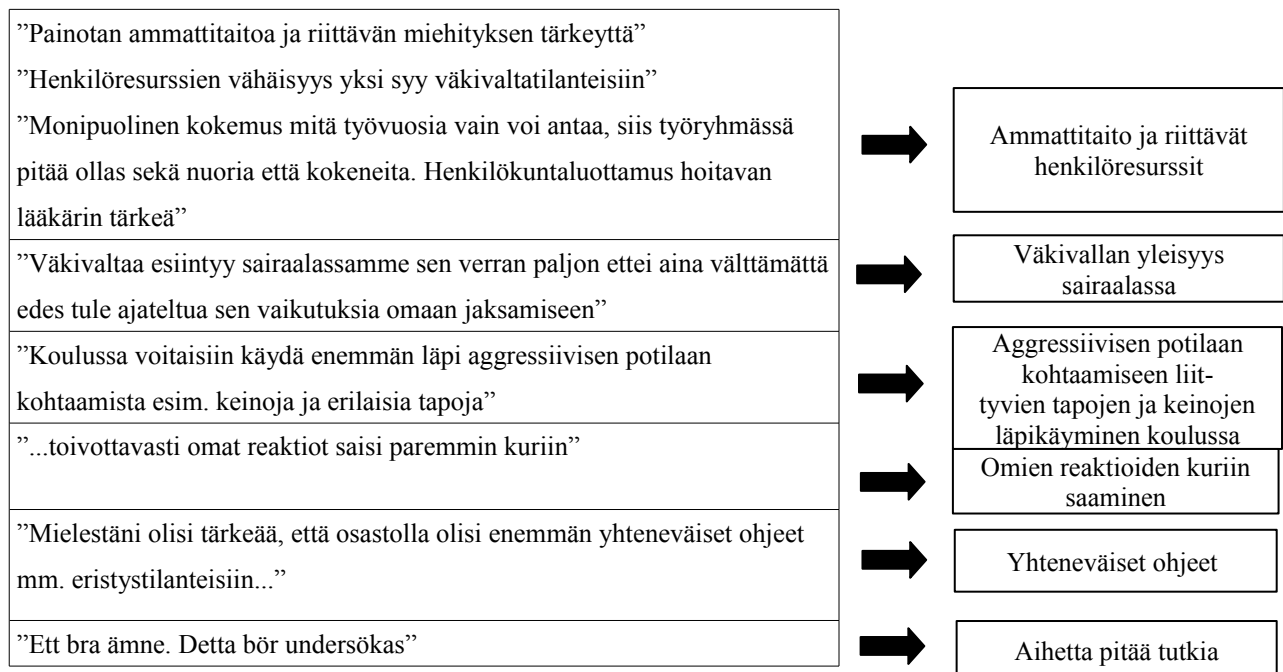 ”Painotan ammattitaitoa ja riittävän miehityksen tärkeyttä”
”Henkilöresurssien vähäisyys yksi syy väkivaltatilanteisiin”
”Monipuolinen kokemus mitä työvuosia vain voi antaa, siis työryhmässä
pitää ollas sekä nuoria että kokeneita. Henkilökuntaluottamus hoitavan
lääkärin tärkeä”
Ammattitaito ja riittävät
henkilöresurssit
”Väkivaltaa esiintyy sairaalassamme sen verran paljon ettei aina välttämättä
edes tule ajateltua sen vaikutuksia omaan jaksamiseen”
Väkivallan yleisyys
sairaalassa
”Koulussa voitaisiin käydä enemmän läpi aggressiivisen potilaan
kohtaamista esim. keinoja ja erilaisia tapoja”
Aggressiivisen potilaan
kohtaamiseen liit-
tyvien tapojen ja keinojen
läpikäyminen koulussa
”...toivottavasti omat reaktiot saisi paremmin kuriin”
Omien reaktioiden kuriin
saaminen
”Mielestäni olisi tärkeää, että osastolla olisi enemmän yhteneväiset ohjeet
mm. eristystilanteisiin...”
Yhteneväiset ohjeet
”Ett bra ämne. Detta bör undersökas”
Aihetta pitää tutkia